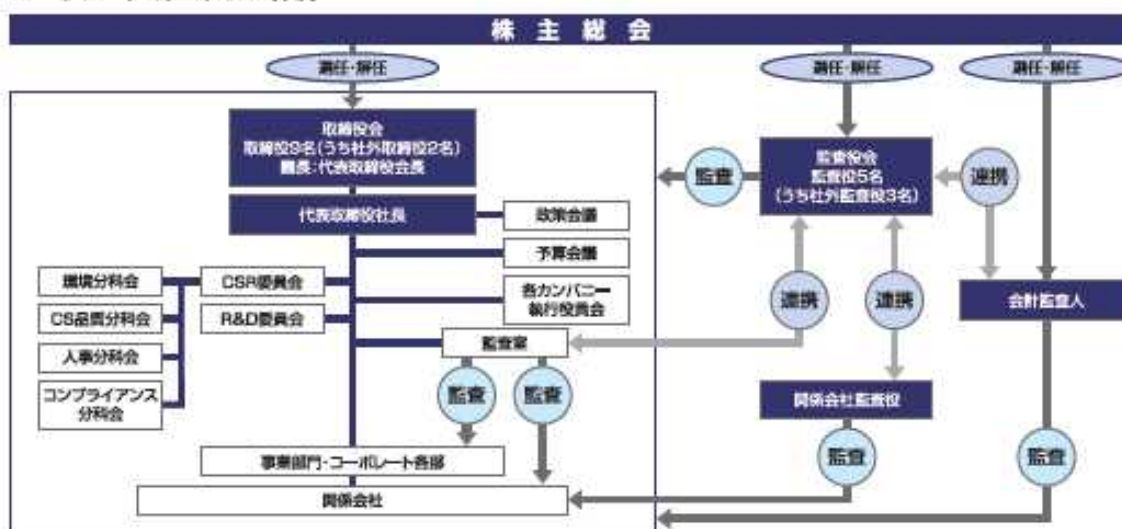 株主総会
選任・解任
選任・解任
選任・解任
取締役会
取締役9名(うち社外取締役2名)
議長:代表取締役会長
監査
監査役会
監査役5名
(うち社外監査役3名)
連携
代表取締役社長
政策会議
予算会議
環境分科会
CSR委員会
各カンパニー
執行役員会
連携
連携
会計監査人
CS品質分科会
R&D委員会
人事分科会
監査室
コンプライアンス
分科会
監査
監査
関係会社監査役
事業部門・コーポレート各部
監査
監査
関係会社